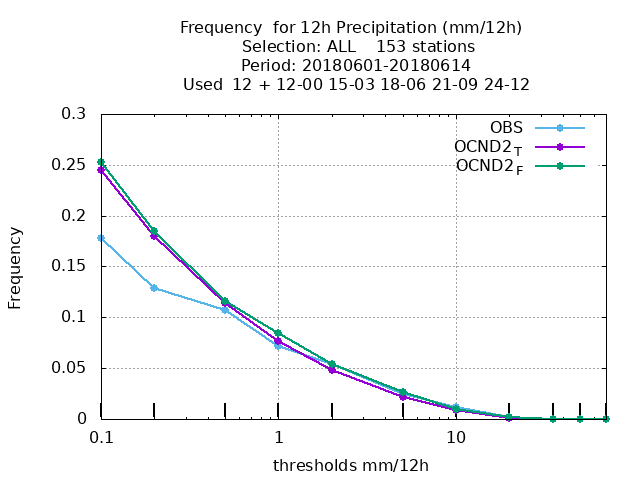 Frequency  for 12h Precipitation (mm/12h)
Selection: ALL    153 stations
Period: 20180601-20180614
Used  12 + 12-00 15-03 18-06 21-09 24-12
0.3
0.25
0.2
0.15
0.1
0.05
0
Frequency
OBS
OCND2_T
OCND2_F
0.1 1 10
thresholds mm/12h